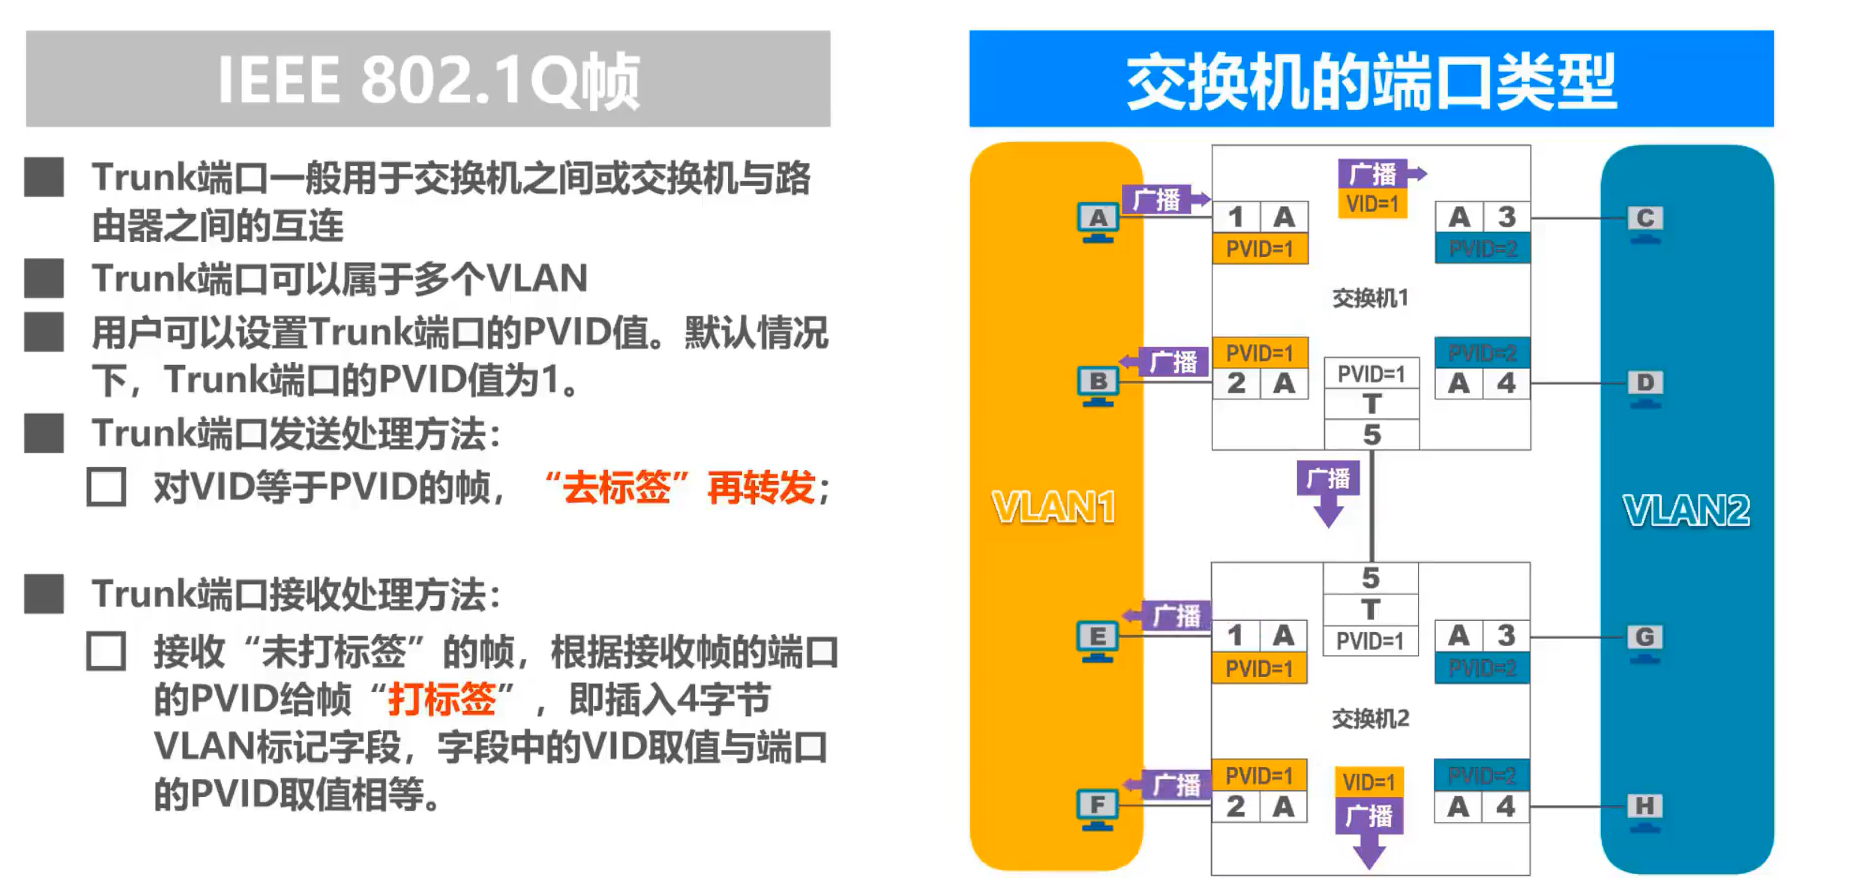 IEEE 802.1Q帧
Trunk端口一般用于交换机之间或交换机与路
由器之间的互连
Trunk端口可以属于多个VLAN
用户可以设置Trunk端口的PVID值。默认情况
下，Trunk端口的PVID值为1。
Trunk端口发送处理方法：
对VID等于PVID的帧，“去标签”再转发；
Trunk端口接收处理方法：
接收“未打标签”的帧，根据接收帧的端口
的PVID给帧“打标签”，即插入4字节
VLAN标记字段，字段中的VID取值与端口
的PVID取值相等。
交换机的端口类型
广播
广播
VID=1
A
1 A
A 3
C
PVID=1
PVID=2
交换机1
广播
PVID=1
PVID=2
B
2 A
PVID=1
A 4
D
T
5
广播
VLAN1
VLAN2
5
广播
T
E
1 A
PVID=1
A 3
G
PVID=1
PVID=2
交换机2
广播
PVID=1
VID=1
PVID=2
F
2 A
广播
A 4
H